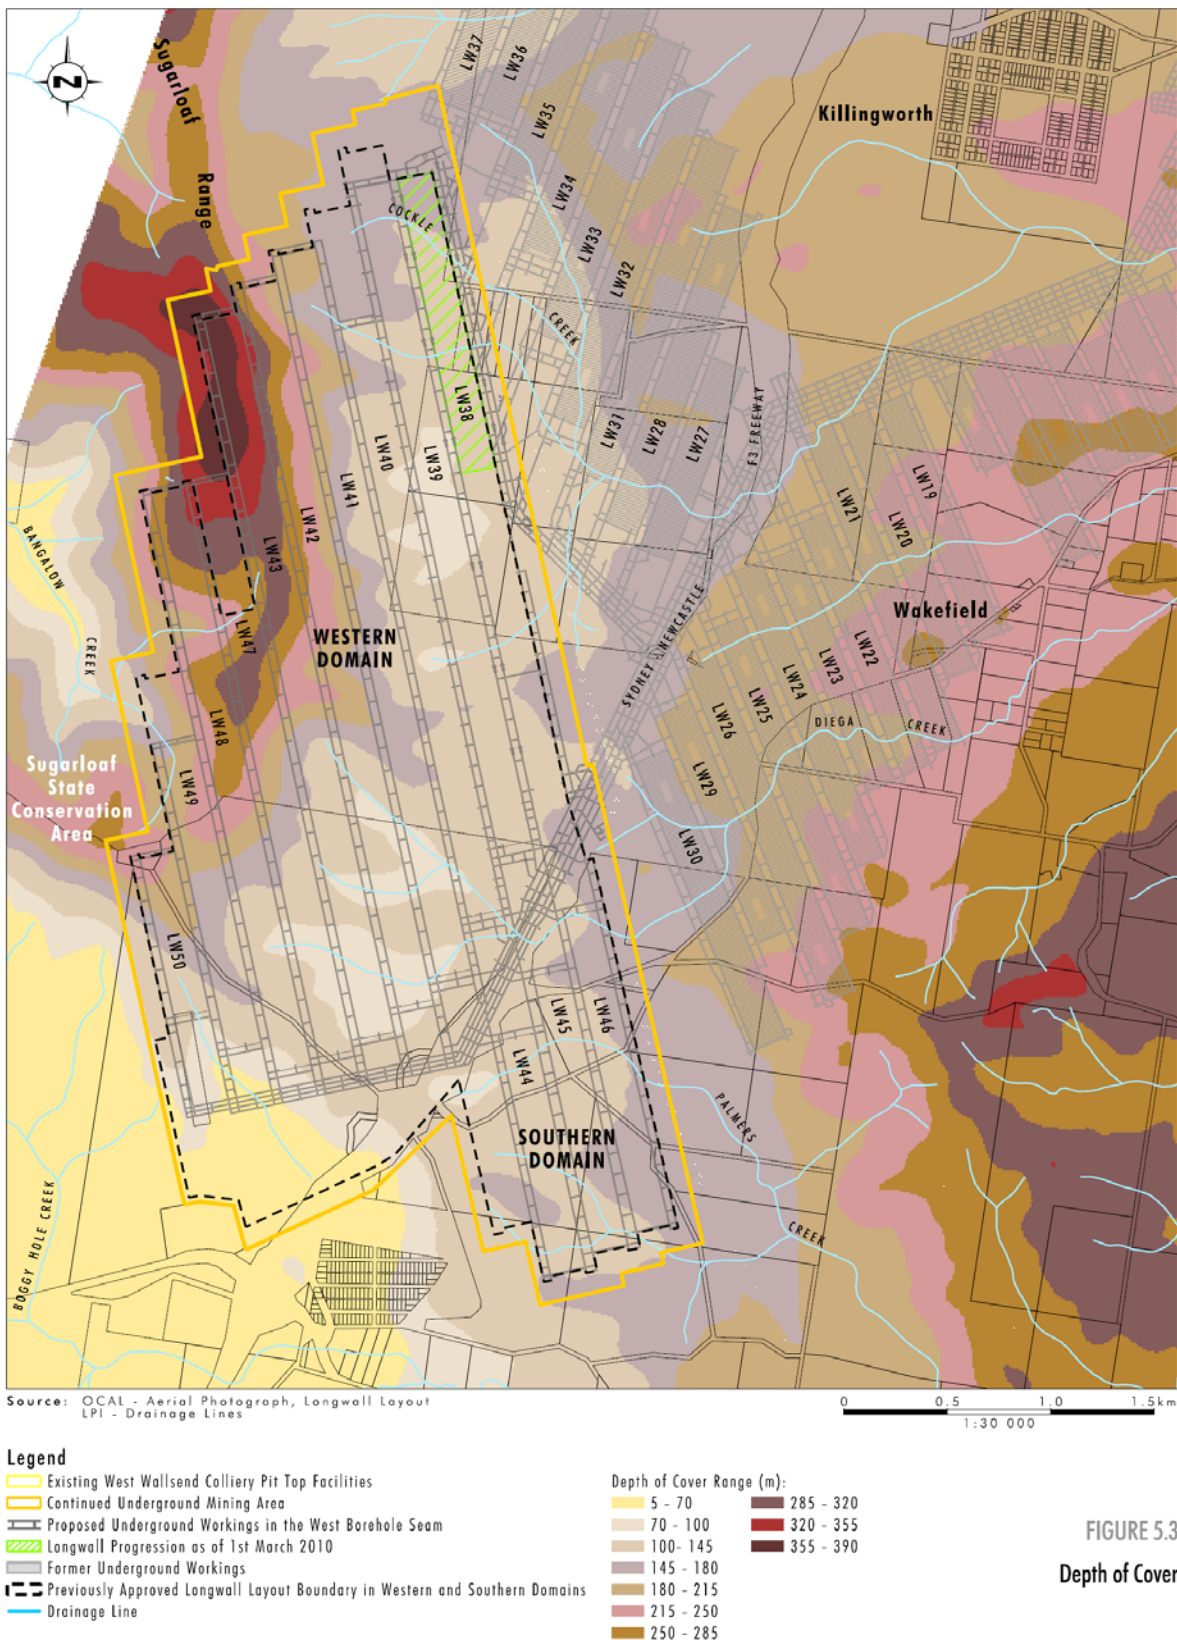 N
Sugarloaf
Range
LW37
LW36
LW35
LW34
LW33
LW32
Killingworth
COCKLE
CREEK
LW38
LW39
LW40
LW41
LW42
LW43
LW31
LW28
LW27
F3 FREEWAY
LW21
LW19
LW20
BANGALOW
CREEK
LW47
WESTERN
DOMAIN
SYDNEY - NEWCASTLE
Wakefield
LW22
LW23
LW24
LW25
LW26
DIEGA
CREEK
LW48
LW49
LW29
LW30
Sugarloaf
State
Conservation
Area
LW50
LW45
LW46
LW44
SOUTHERN
DOMAIN
PALMERS
CREEK
BOGGY HOLE CREEK
Source: OCAL - Aerial Photograph, Longwall Layout
LPI - Drainage Lines
0 0.5 1.0 1.5km
1:30 000
Legend
Existing West Wallsend Colliery Pit Top Facilities
Continued Underground Mining Area
Proposed Underground Workings in the West Borehole Seam
Longwall Progression as of 1st March 2010
Former Underground Workings
Previously Approved Longwall Layout Boundary in Western and Southern Domains
Drainage Line
Depth of Cover Range (m):
5 - 70
70 - 100
100- 145
145 - 180
180 - 215
215 - 250
250 - 285
285 - 320
320 - 355
355 - 390
FIGURE 5.3
Depth of Cover